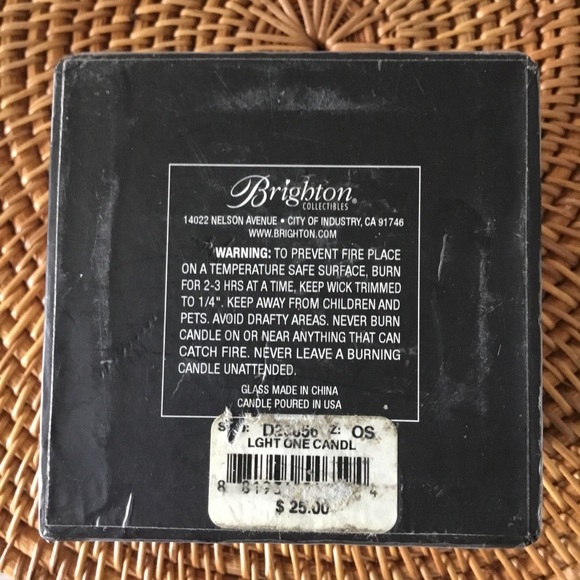 Brighton®
COLLECTIBLES
14022 NELSON AVENUE • CITY OF INDUSTRY, CA 91746
WWW.BRIGHTON.COM
WARNING: TO PREVENT FIRE PLACE
ON A TEMPERATURE SAFE SURFACE, BURN
FOR 2-3 HRS AT A TIME, KEEP WICK TRIMMED
TO 1/4". KEEP AWAY FROM CHILDREN AND
PETS. AVOID DRAFTY AREAS. NEVER BURN
CANDLE ON OR NEAR ANYTHING THAT CAN
CATCH FIRE. NEVER LEAVE A BURNING
CANDLE UNATTENDED.
GLASS MADE IN CHINA
CANDLE POURED IN USA
Z: OS
LGHT ONE CANDL
$ 25.00